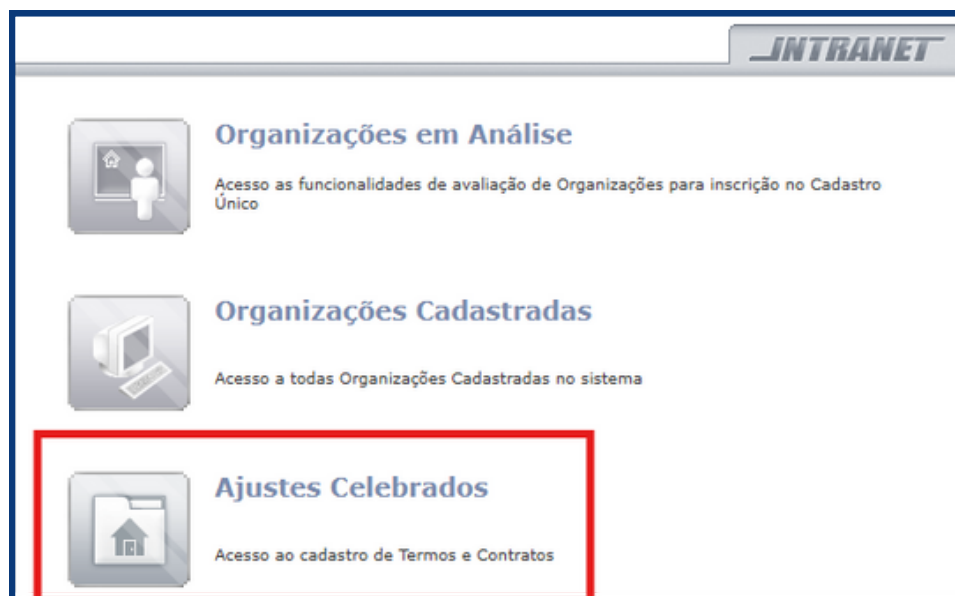 INTRANET
Organizações em Análise
Acesso as funcionalidades de avaliação de Organizações para inscrição no Cadastro
Único
Organizações Cadastradas
Acesso a todas Organizações Cadastradas no sistema
Ajustes Celebrados
Acesso ao cadastro de Termos e Contratos